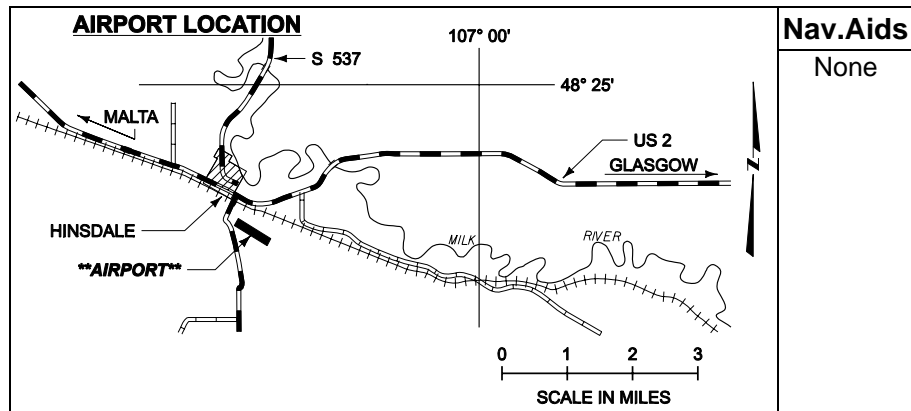 AIRPORT LOCATION
Nav.Aids
None
107° 00'
S 537
48° 25'
MALTA
US 2
GLASGOW
N
HINSDALE
MILK
RIVER
**AIRPORT**
0 1 2 3
SCALE IN MILES